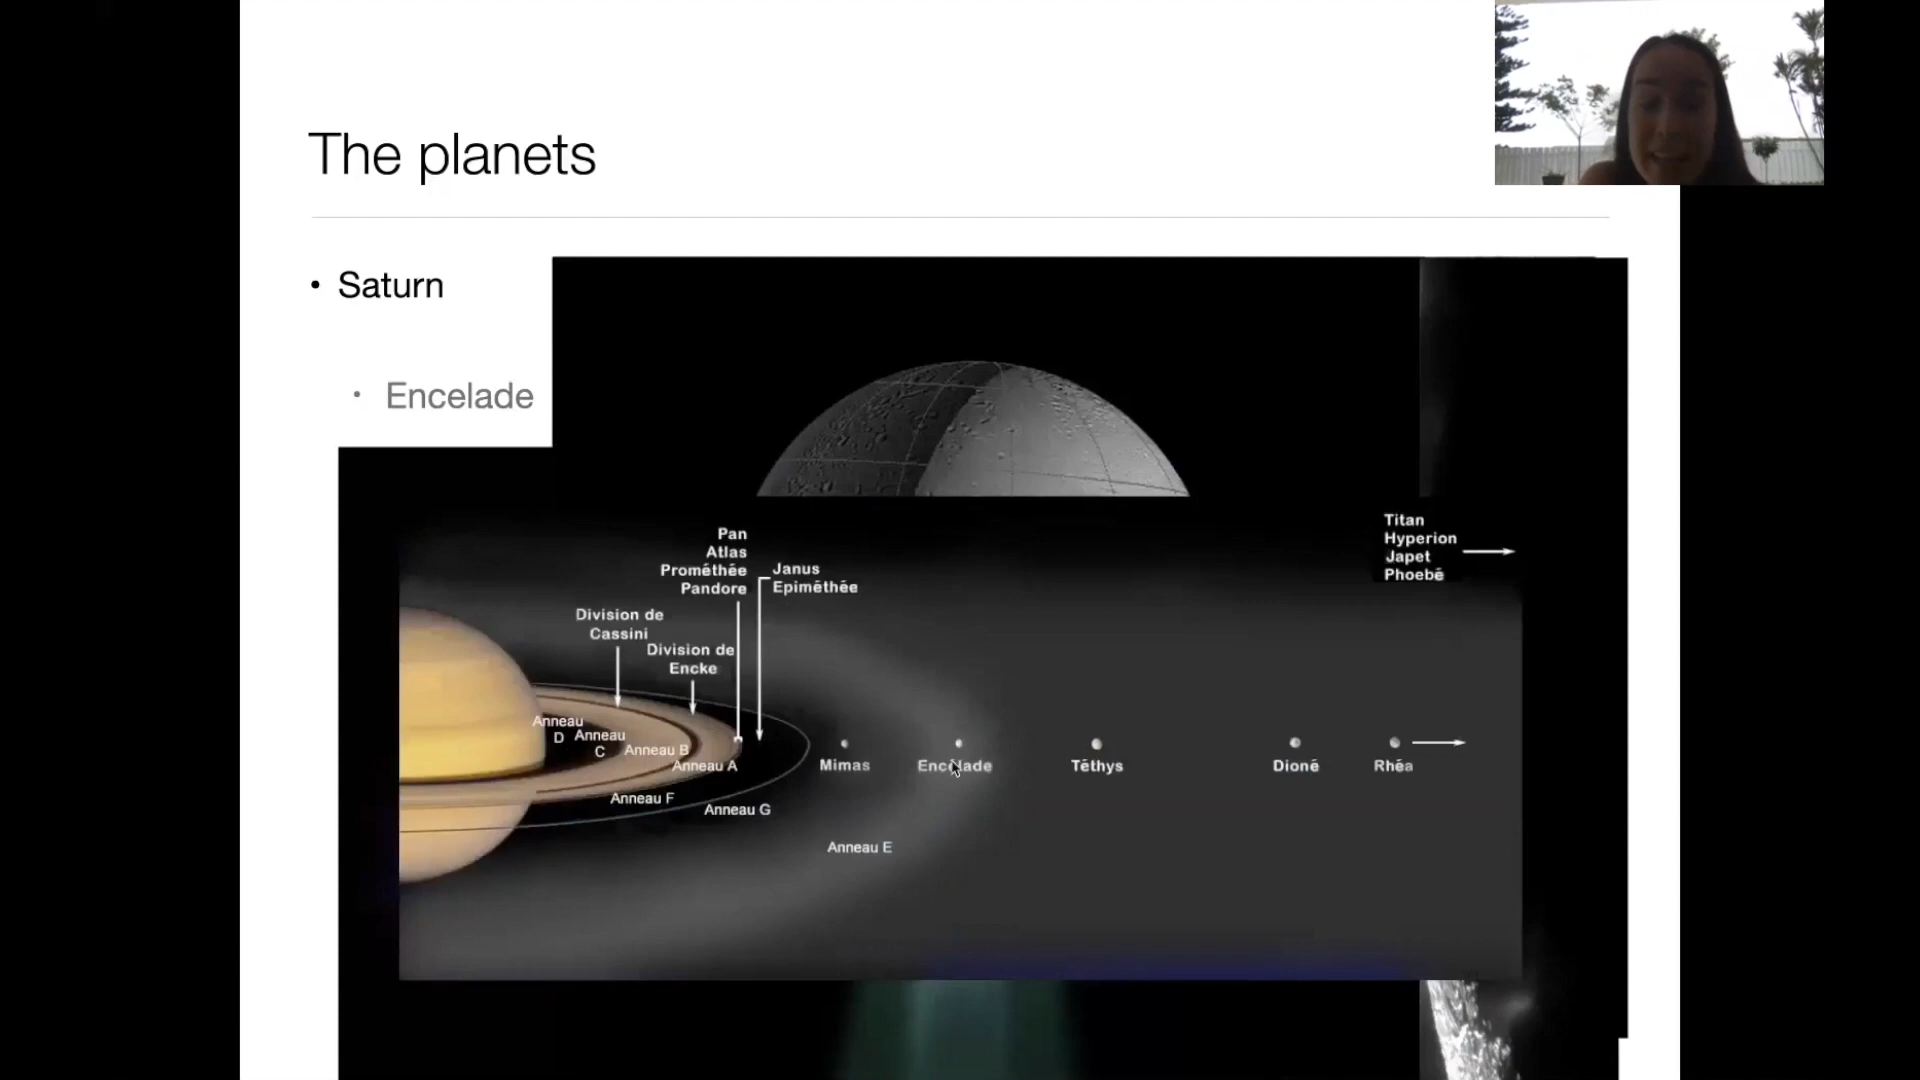 The planets
• Saturn
• Encelade
Pan
Atlas
Prométhée
Pandore
Janus
Epiméthée
Titan
Hyperion
Japet
Phoebé
Division de
Cassini
Division de
Encke
Anneau
D
Anneau
C
Anneau B
Anneau A
Anneau F
Anneau G
Anneau E
Mimas
Encelade
Téthys
Dioné
Rhéa